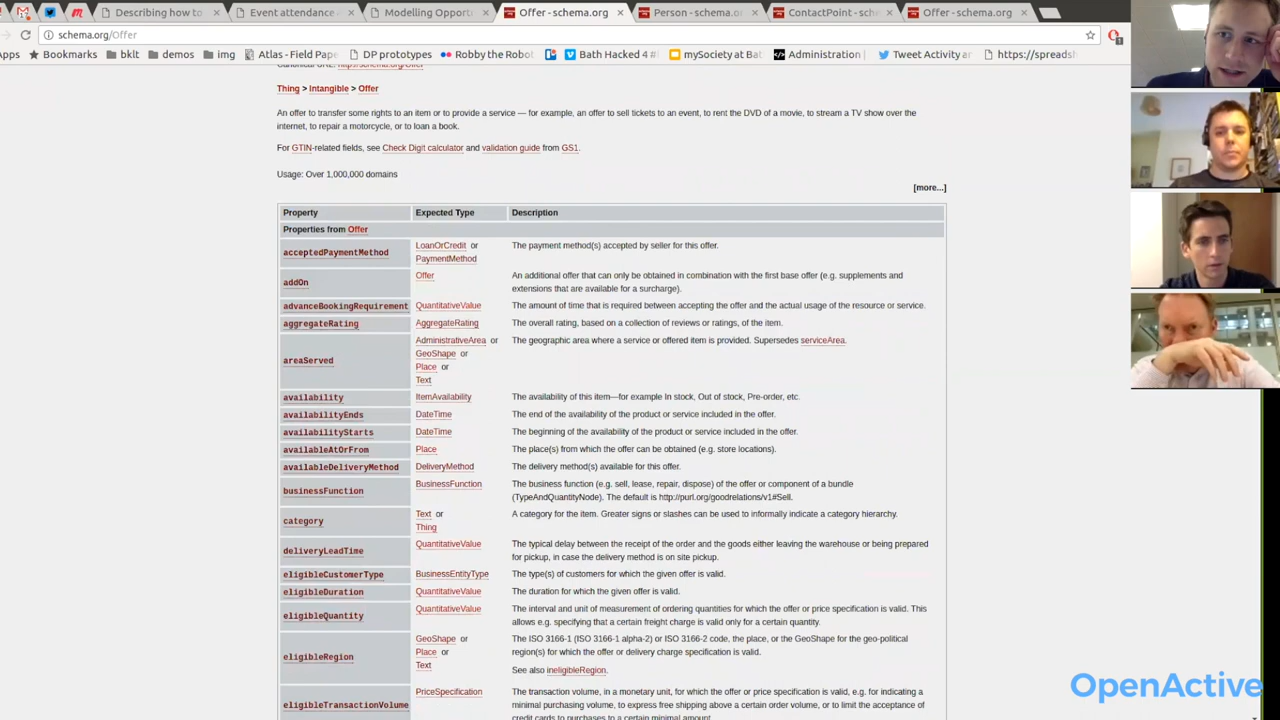 Describing how to
Event attendance
Modelling Opportu
Offer - schema.org
Person - schema.org
ContactPoint - schema
Offer - schema.org
schema.org/Offer
Apps
Bookmarks
bklt
demos
img
Atlas - Field Pape
DP prototypes
Robby the Robot
Bath Hacked 4 #
mySociety at Bat
Administration |
Tweet Activity an
https://spreadsh
Thing > Intangible > Offer
An offer to transfer some rights to an item or to provide a service — for example, an offer to sell tickets to an event, to rent the DVD of a movie, to stream a TV show over the
internet, to repair a motorcycle, or to loan a book.
For GTIN-related fields, see Check Digit calculator and validation guide from GS1.
Usage: Over 1,000,000 domains
[more...]
Property Expected Type Description
Properties from Offer
acceptedPaymentMethod LoanOrCredit or The payment method(s) accepted by seller for this offer.
PaymentMethod
addOn Offer An additional offer that can only be obtained in combination with the first base offer (e.g. supplements and
extensions that are available for a surcharge).
advanceBookingRequirement QuantitativeValue The amount of time that is required between accepting the offer and the actual usage of the resource or service.
aggregateRating AggregateRating The overall rating, based on a collection of reviews or ratings, of the item.
areaServed AdministrativeArea or The geographic area where a service or offered item is provided. Supersedes serviceArea.
GeoShape or
Place or
Text
availability ItemAvailability The availability of this item—for example In stock, Out of stock, Pre-order, etc.
availabilityEnds DateTime The end of the availability of the product or service included in the offer.
availabilityStarts DateTime The beginning of the availability of the product or service included in the offer.
availableAtOrFrom Place The place(s) from which the offer can be obtained (e.g. store locations).
availableDeliveryMethod DeliveryMethod The delivery method(s) available for this offer.
businessFunction BusinessFunction The business function (e.g. sell, lease, repair, dispose) of the offer or component of a bundle
(TypeAndQuantityNode). The default is http://purl.org/goodrelations/v1#Sell.
category Text or A category for the item. Greater signs or slashes can be used to informally indicate a category hierarchy.
Thing
deliveryLeadTime QuantitativeValue The typical delay between the receipt of the order and the goods either leaving the warehouse or being prepared
for pickup, in case the delivery method is on site pickup.
eligibleCustomerType BusinessEntityType The type(s) of customers for which the given offer is valid.
eligibleDuration QuantitativeValue The duration for which the given offer is valid.
eligibleQuantity QuantitativeValue The interval and unit of measurement of ordering quantities for which the offer or price specification is valid. This
allows e.g. specifying that a certain freight charge is valid only for a certain quantity.
eligibleRegion GeoShape or The ISO 3166-1 (ISO 3166-1 alpha-2) or ISO 3166-2 code, the place, or the GeoShape for the geo-political
Place or region(s) for which the offer or delivery charge specification is valid.
Text
See also ineligibleRegion.
eligibleTransactionVolume PriceSpecification The transaction volume, in a monetary unit, for which the offer or price specification is valid, e.g. for indicating a
minimal purchasing volume, to express free shipping above a certain order volume, or to limit the acceptance of
credit cards to purchases to a certain minimal amount.
OpenActive